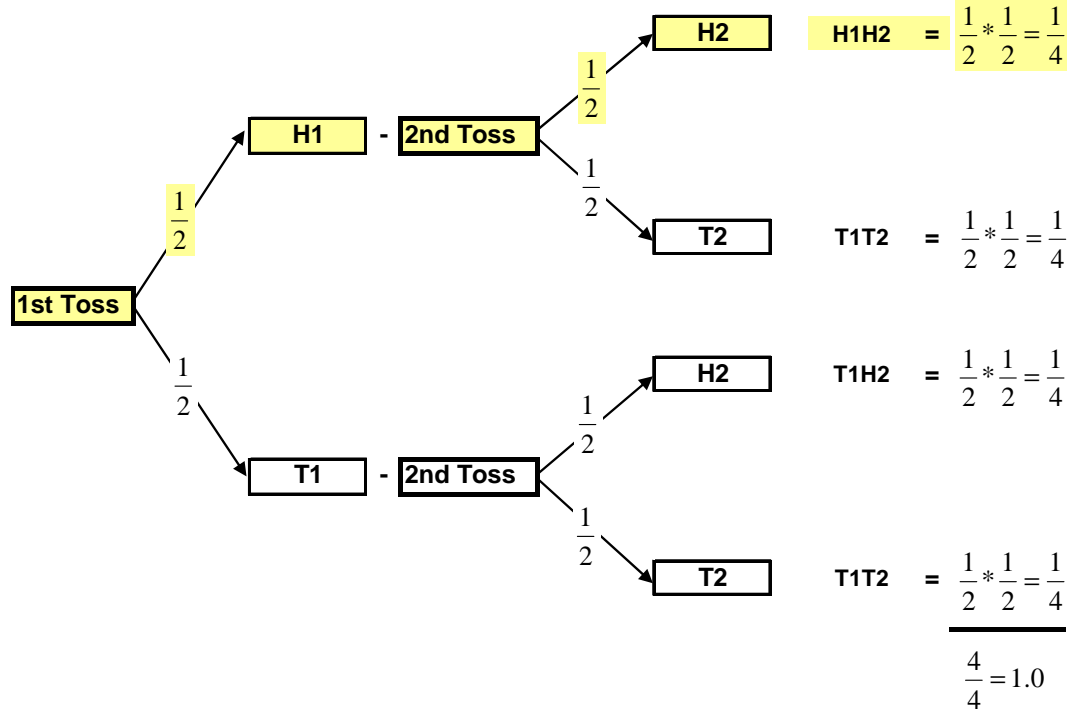 H2 H1H2 = 1/2 * 1/2 = 1/4
1/2
H1 - 2nd Toss
1/2
1/2
T2 T1T2 = 1/2 * 1/2 = 1/4
1st Toss
1/2
H2 T1H2 = 1/2 * 1/2 = 1/4
1/2
T1 - 2nd Toss
1/2
T2 T1T2 = 1/2 * 1/2 = 1/4
4/4 = 1.0